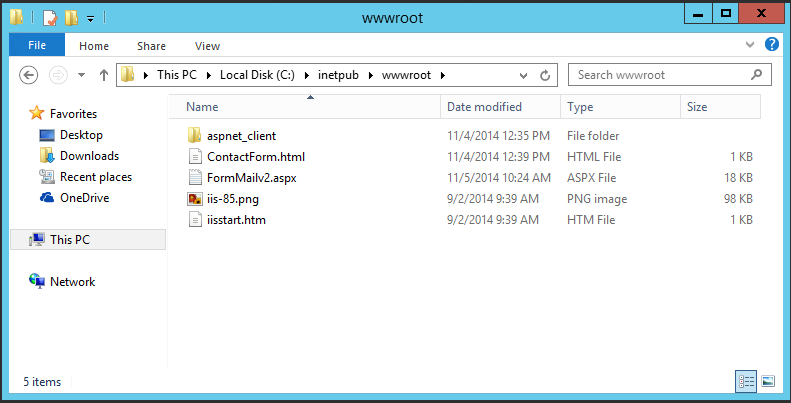 wwwroot
File Home Share View
This PC Local Disk (C:) inetpub wwwroot Search wwwroot
Favorites
Desktop
Downloads
Recent places
OneDrive
This PC
Network
Name Date modified Type Size
aspnet_client 11/4/2014 12:35 PM File folder
ContactForm.html 11/4/2014 12:39 PM HTML File 1 KB
FormMailv2.aspx 11/5/2014 10:24 AM ASPX File 18 KB
iis-85.png 9/2/2014 9:39 AM PNG image 98 KB
iisstart.htm 9/2/2014 9:39 AM HTM File 1 KB
5 items